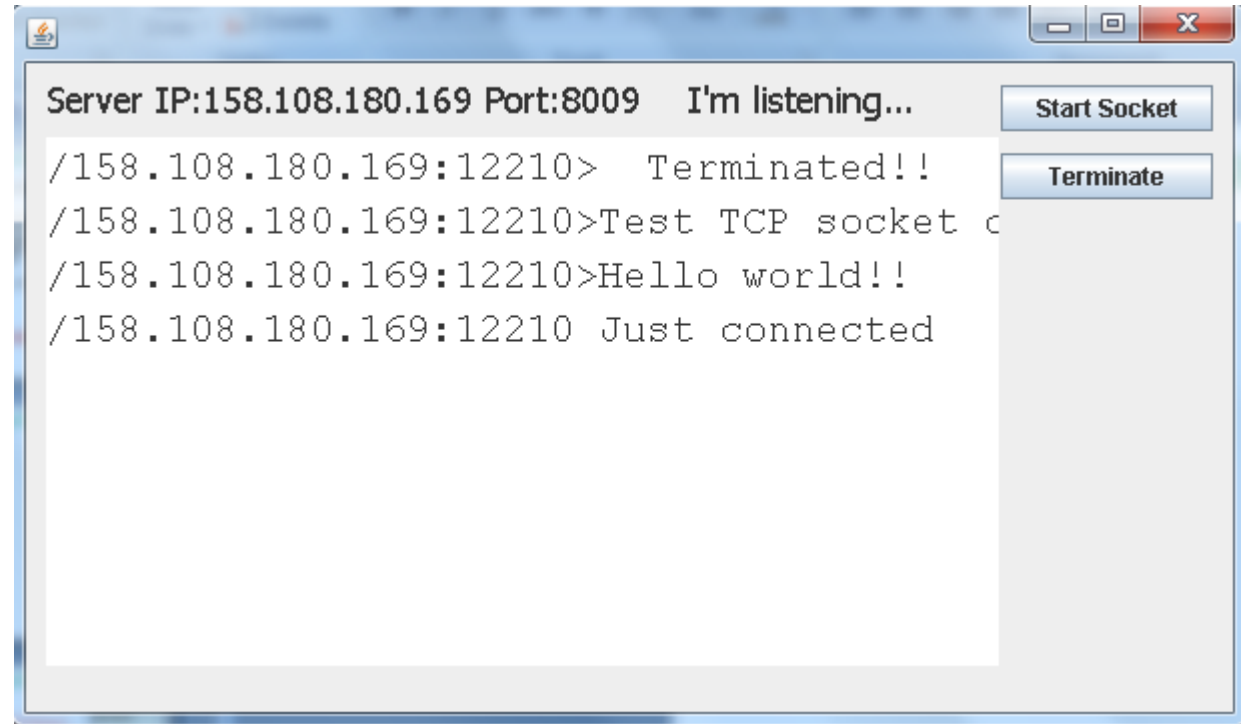 Server IP:158.108.180.169 Port:8009 I'm listening...
Start Socket
/158.108.180.169:12210> Terminated!!
Terminate
/158.108.180.169:12210>Test TCP socket
/158.108.180.169:12210>Hello world!!
/158.108.180.169:12210 Just connected